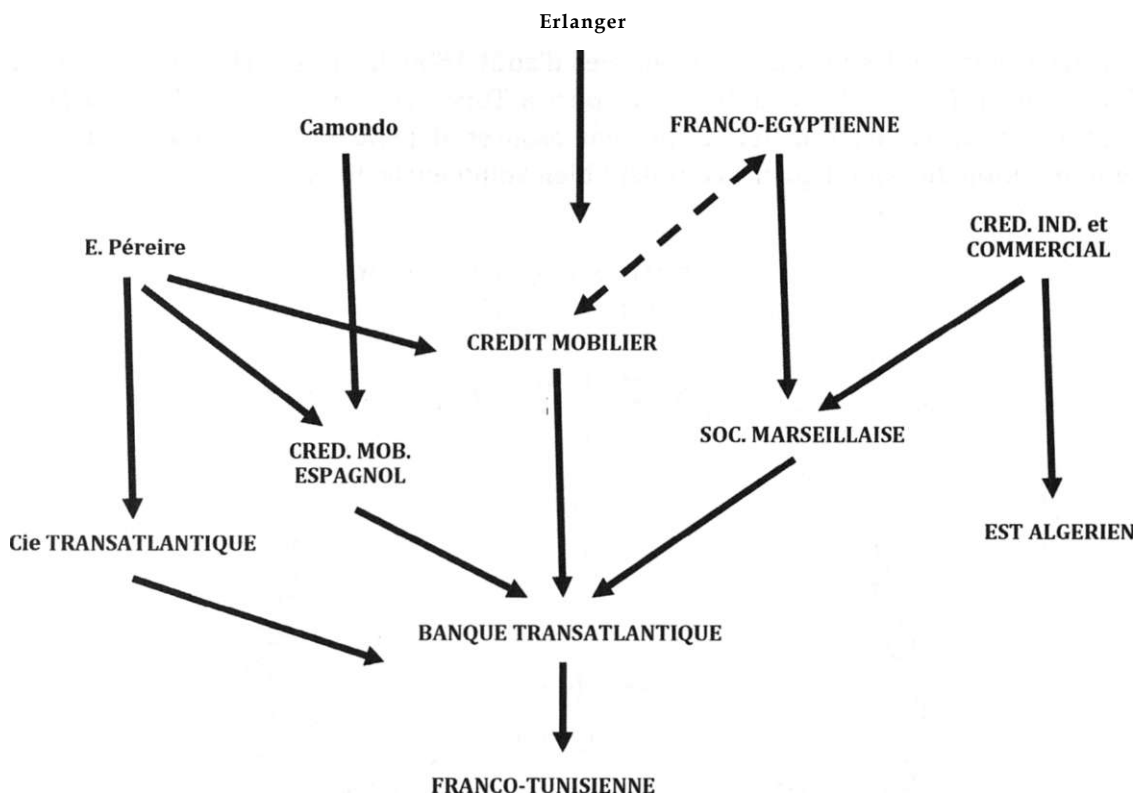 Erlanger
Camondo
FRANCO-EGYPTIENNE
E. Péreire
CRED. IND. et
COMMERCIAL
CREDIT MOBILIER
CRED. MOB.
ESPAGNOL
SOC. MARSEILLAISE
Cie TRANSATLANTIQUE
EST ALGERIEN
BANQUE TRANSATLANTIQUE
FRANCO-TUNISIENNE